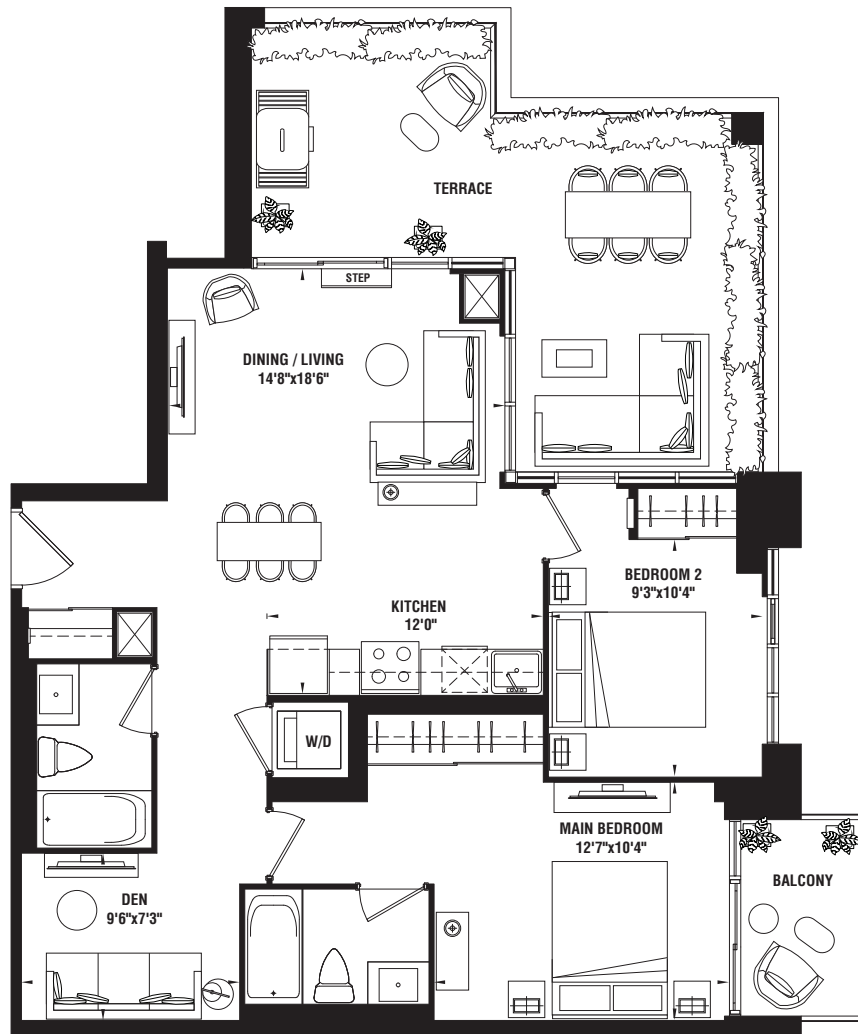 TERRACE
STEP
DINING / LIVING
14'8"x18'6"
BEDROOM 2
9'3"x10'4"
KITCHEN
12'0"
W/D
MAIN BEDROOM
12'7"x10'4"
BALCONY
DEN
9'6"x7'3"